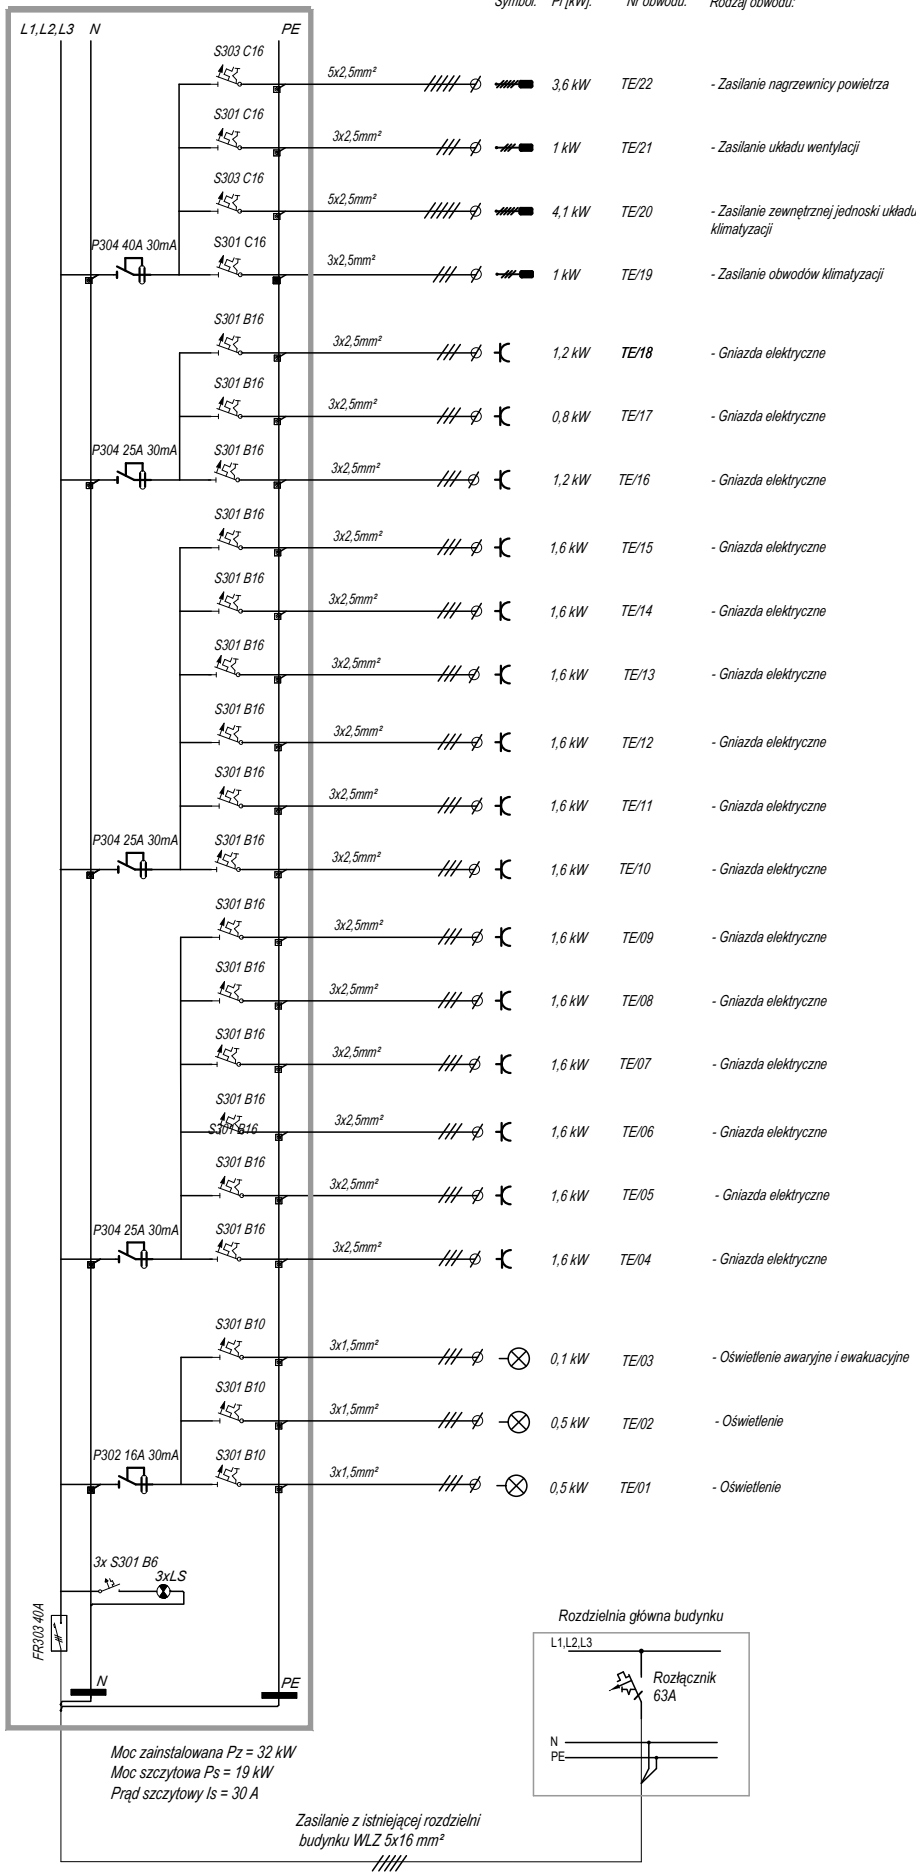 Symbol: Pi [kW]: Nr obwodu: Rodzaj obwodu:
L1,L2,L3 N PE
S303 C16
5x2,5mm²
3,6 kW TE/22 - Zasilanie nagrzewnicy powietrza
S301 C16
3x2,5mm²
1 kW TE/21 - Zasilanie układu wentylacji
S303 C16
5x2,5mm²
4,1 kW TE/20 - Zasilanie zewnętrznej jednoski układu
klimatyzacji
P304 40A 30mA
S301 C16
3x2,5mm²
1 kW TE/19 - Zasilanie obwodów klimatyzacji
S301 B16
3x2,5mm²
1,2 kW TE/18 - Gniazda elektryczne
S301 B16
3x2,5mm²
0,8 kW TE/17 - Gniazda elektryczne
P304 25A 30mA
S301 B16
3x2,5mm²
1,2 kW TE/16 - Gniazda elektryczne
S301 B16
3x2,5mm²
1,6 kW TE/15 - Gniazda elektryczne
S301 B16
3x2,5mm²
1,6 kW TE/14 - Gniazda elektryczne
S301 B16
3x2,5mm²
1,6 kW TE/13 - Gniazda elektryczne
S301 B16
3x2,5mm²
1,6 kW TE/12 - Gniazda elektryczne
S301 B16
3x2,5mm²
1,6 kW TE/11 - Gniazda elektryczne
P304 25A 30mA
S301 B16
3x2,5mm²
1,6 kW TE/10 - Gniazda elektryczne
S301 B16
3x2,5mm²
1,6 kW TE/09 - Gniazda elektryczne
S301 B16
3x2,5mm²
1,6 kW TE/08 - Gniazda elektryczne
S301 B16
3x2,5mm²
1,6 kW TE/07 - Gniazda elektryczne
S301 B16
S301 B16
3x2,5mm²
1,6 kW TE/06 - Gniazda elektryczne
S301 B16
3x2,5mm²
1,6 kW TE/05 - Gniazda elektryczne
P304 25A 30mA
S301 B16
3x2,5mm²
1,6 kW TE/04 - Gniazda elektryczne
S301 B10
3x1,5mm²
0,1 kW TE/03 - Oświetlenie awaryjne i ewakuacyjne
S301 B10
3x1,5mm²
0,5 kW TE/02 - Oświetlenie
P302 16A 30mA
S301 B10
3x1,5mm²
0,5 kW TE/01 - Oświetlenie
3x S301 B6
3xLS
FR303 40A
N PE
Rozdzielnia główna budynku
L1,L2,L3
Rozłącznik
63A
N
PE
Moc zainstalowana Pz = 32 kW
Moc szczytowa Ps = 19 kW
Prąd szczytowy Is = 30 A
Zasilanie z istniejącej rozdzielni
budynku WLZ 5x16 mm²